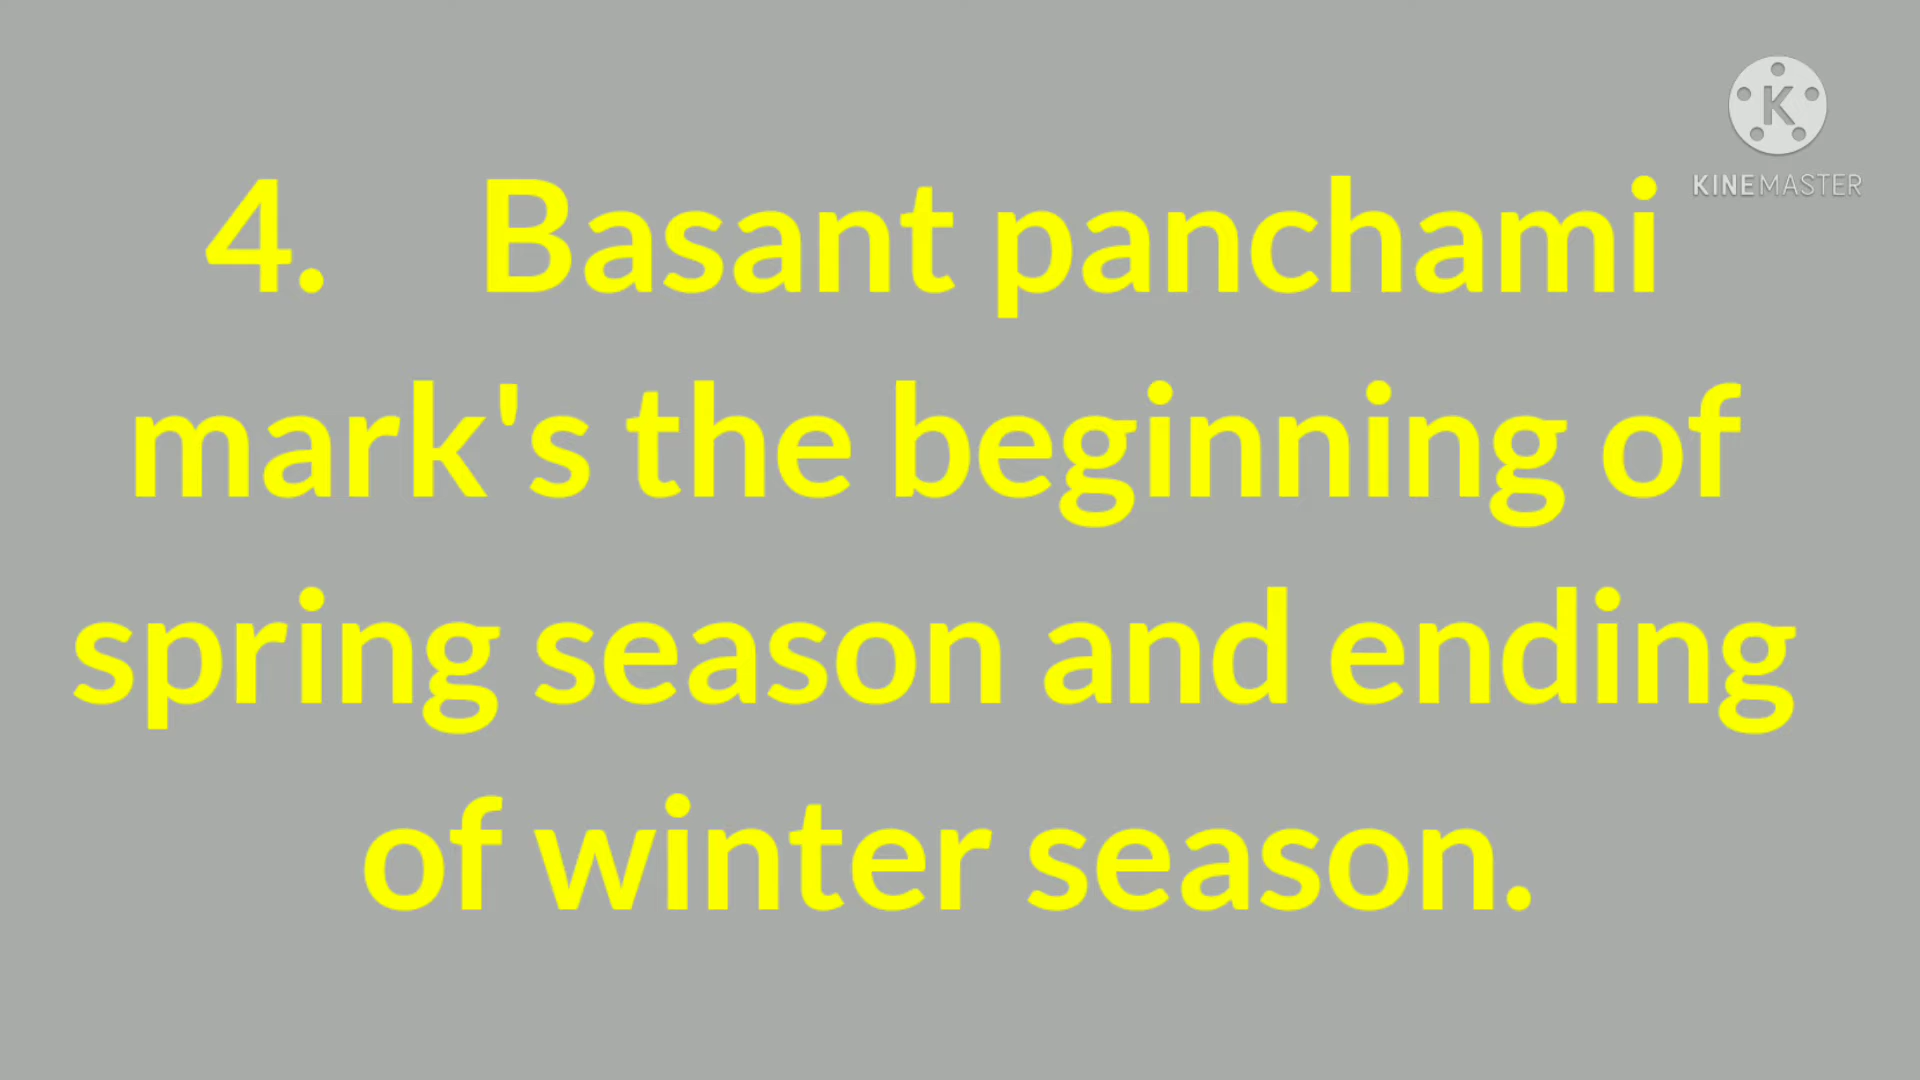 K
KINEMASTER
4. Basant panchami
mark's the beginning of
spring season and ending
of winter season.